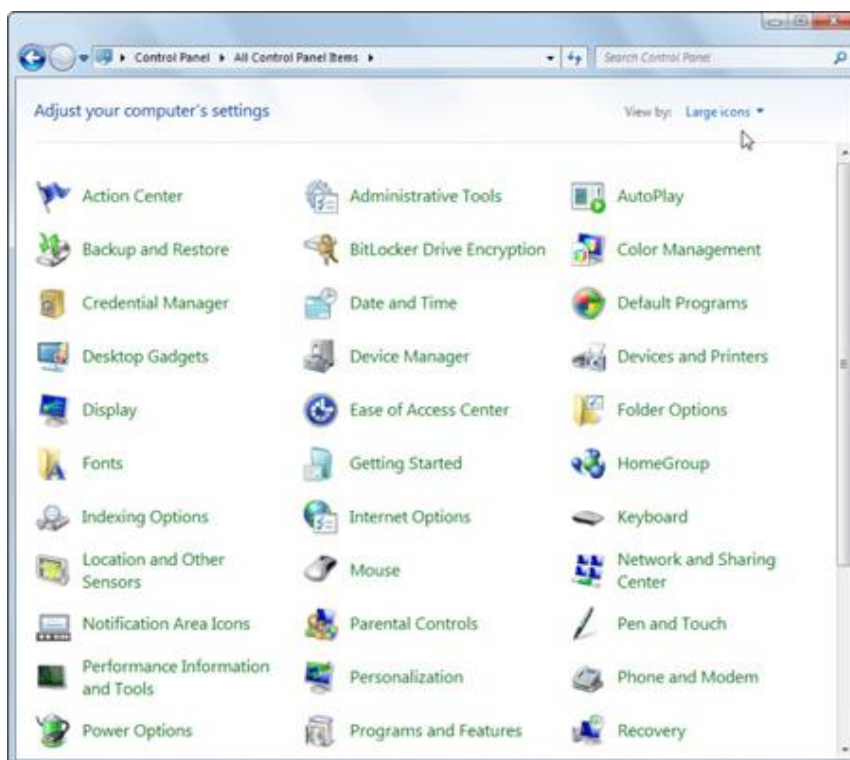 Control Panel ▸ All Control Panel Items ▸ Search Control Panel
Adjust your computer's settings View by: Large icons
Action Center Administrative Tools AutoPlay
Backup and Restore BitLocker Drive Encryption Color Management
Credential Manager Date and Time Default Programs
Desktop Gadgets Device Manager Devices and Printers
Display Ease of Access Center Folder Options
Fonts Getting Started HomeGroup
Indexing Options Internet Options Keyboard
Location and Other
Sensors
Mouse
Network and Sharing
Center
Notification Area Icons Parental Controls Pen and Touch
Performance Information
and Tools
Personalization Phone and Modem
Power Options Programs and Features Recovery